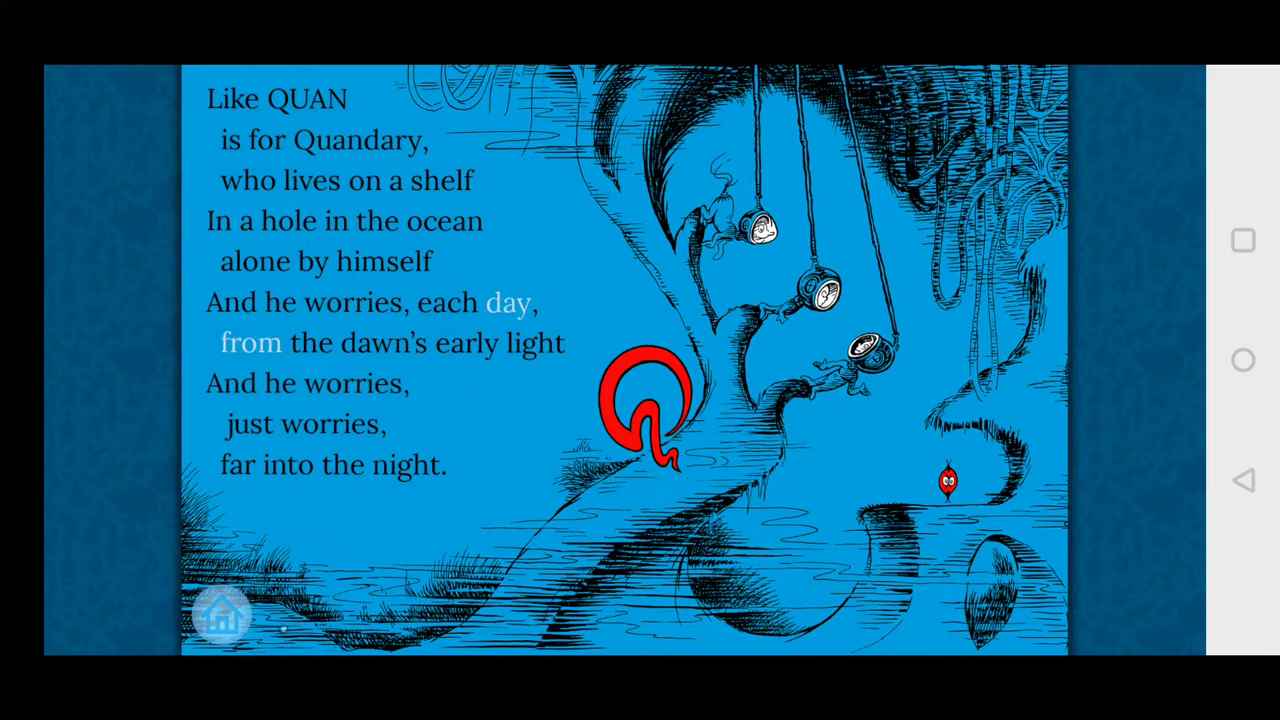 Like QUAN
is for Quandary,
who lives on a shelf
In a hole in the ocean
alone by himself
And he worries, each day,
from the dawn’s early light
And he worries,
just worries,
far into the night.